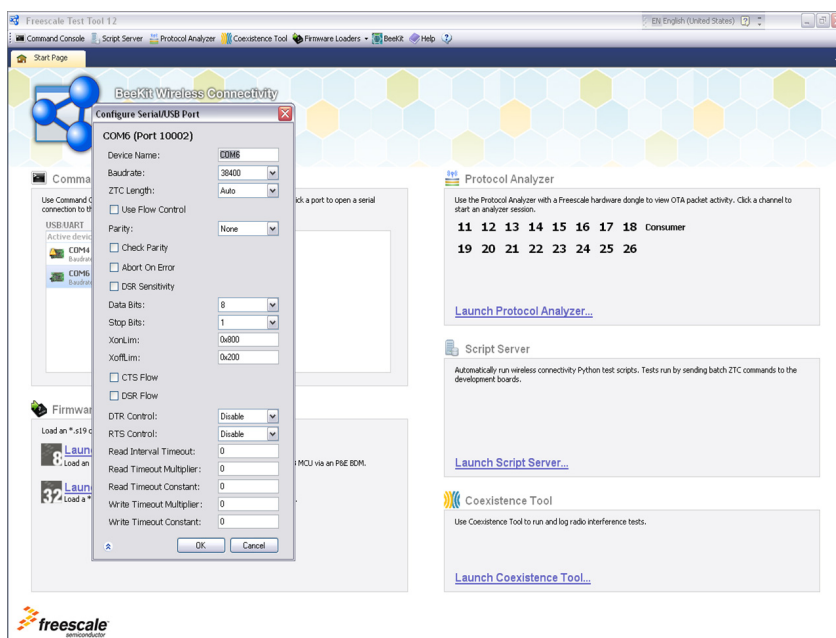 Freescale Test Tool 12
EN English (United States)
Command Console Script Server Protocol Analyzer Coexistence Tool Firmware Loaders BeeKit Help
Start Page
BeeKit Wireless Connectivity
Configure Serial/USB Port
COM6 (Port 10002)
Device Name: COM6
Baudrate: 38400
ZTC Length: Auto
Use Flow Control
Parity: None
Check Parity
Abort On Error
DSR Sensitivity
Data Bits: 8
Stop Bits: 1
XonLim: 0x800
XoffLim: 0x200
CTS Flow
DSR Flow
DTR Control: Disable
RTS Control: Disable
Read Interval Timeout: 0
Read Timeout Multiplier: 0
Read Timeout Constant: 0
Write Timeout Multiplier: 0
Write Timeout Constant: 0
OK Cancel
Comma
Use Command C
ick a port to open a serial
connection to th
USB/UART
Active devic
COM4
Baudrat
COM6
Baudrat
Firmwar
Load an *.s19 o
8 Laun
Load an
MCU via an P&E BDM.
32 Laun
Load a *
Protocol Analyzer
Use the Protocol Analyzer with a Freescale hardware dongle to view OTA packet activity. Click a channel to
start an analyzer session.
11 12 13 14 15 16 17 18 Consumer
19 20 21 22 23 24 25 26
Launch Protocol Analyzer...
Script Server
Automatically run wireless connectivity Python test scripts. Tests run by sending batch ZTC commands to the
development boards.
Launch Script Server...
Coexistence Tool
Use Coexistence Tool to run and log radio interference tests.
Launch Coexistence Tool...
freescale
semiconductor